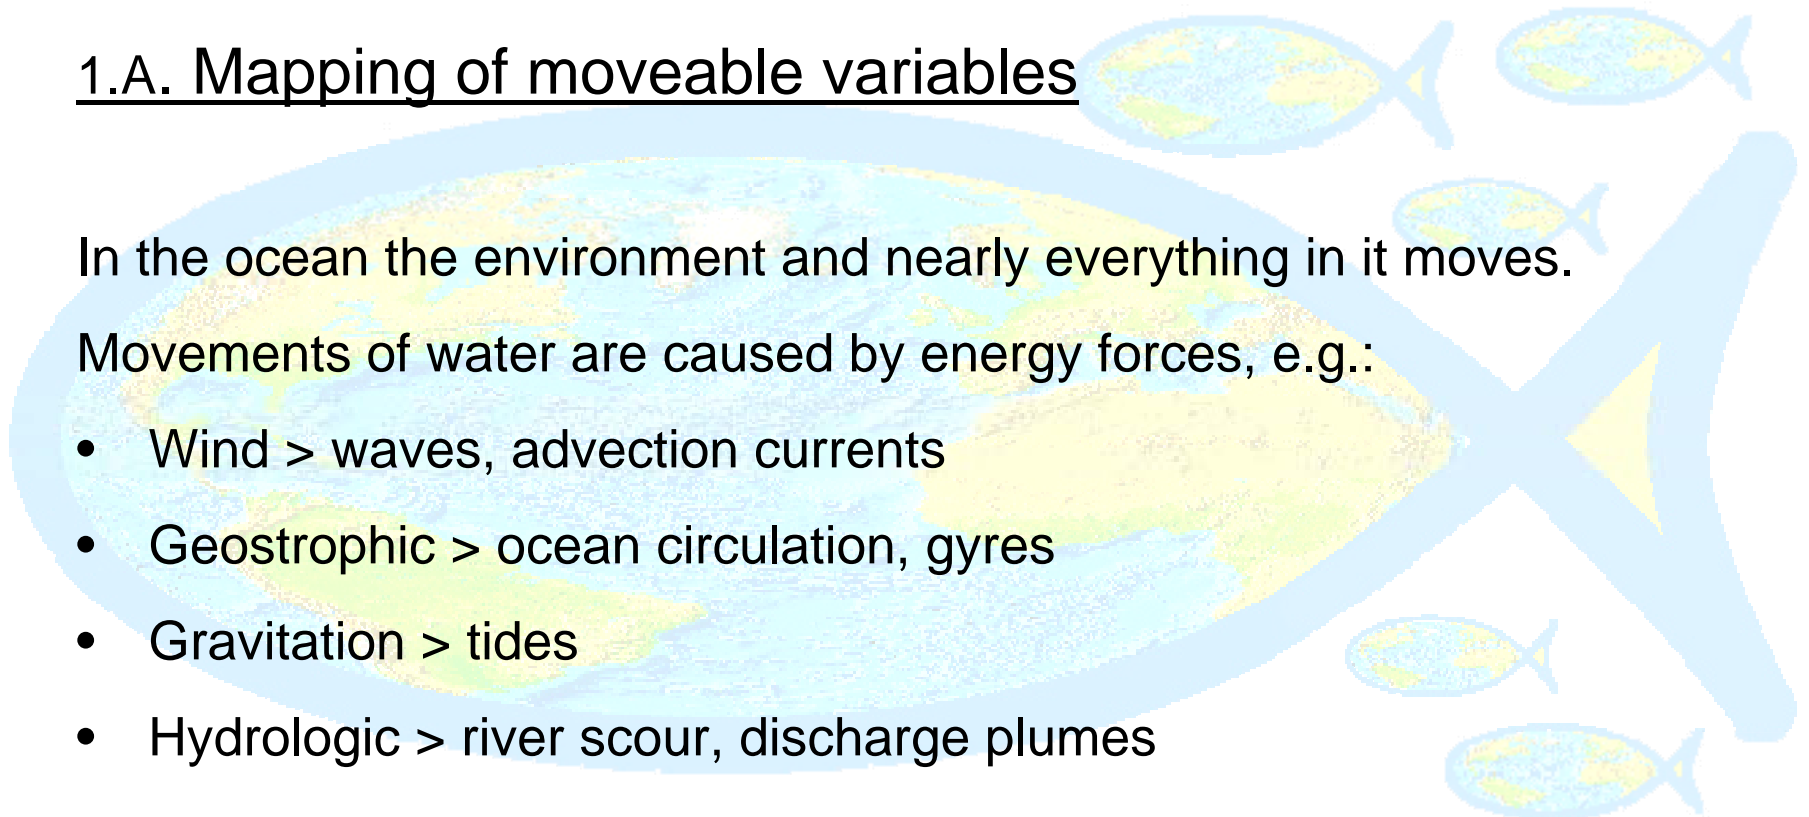 1.A. Mapping of moveable variables
In the ocean the environment and nearly everything in it moves.
Movements of water are caused by energy forces, e.g.:
• Wind > waves, advection currents
• Geostrophic > ocean circulation, gyres
• Gravitation > tides
• Hydrologic > river scour, discharge plumes